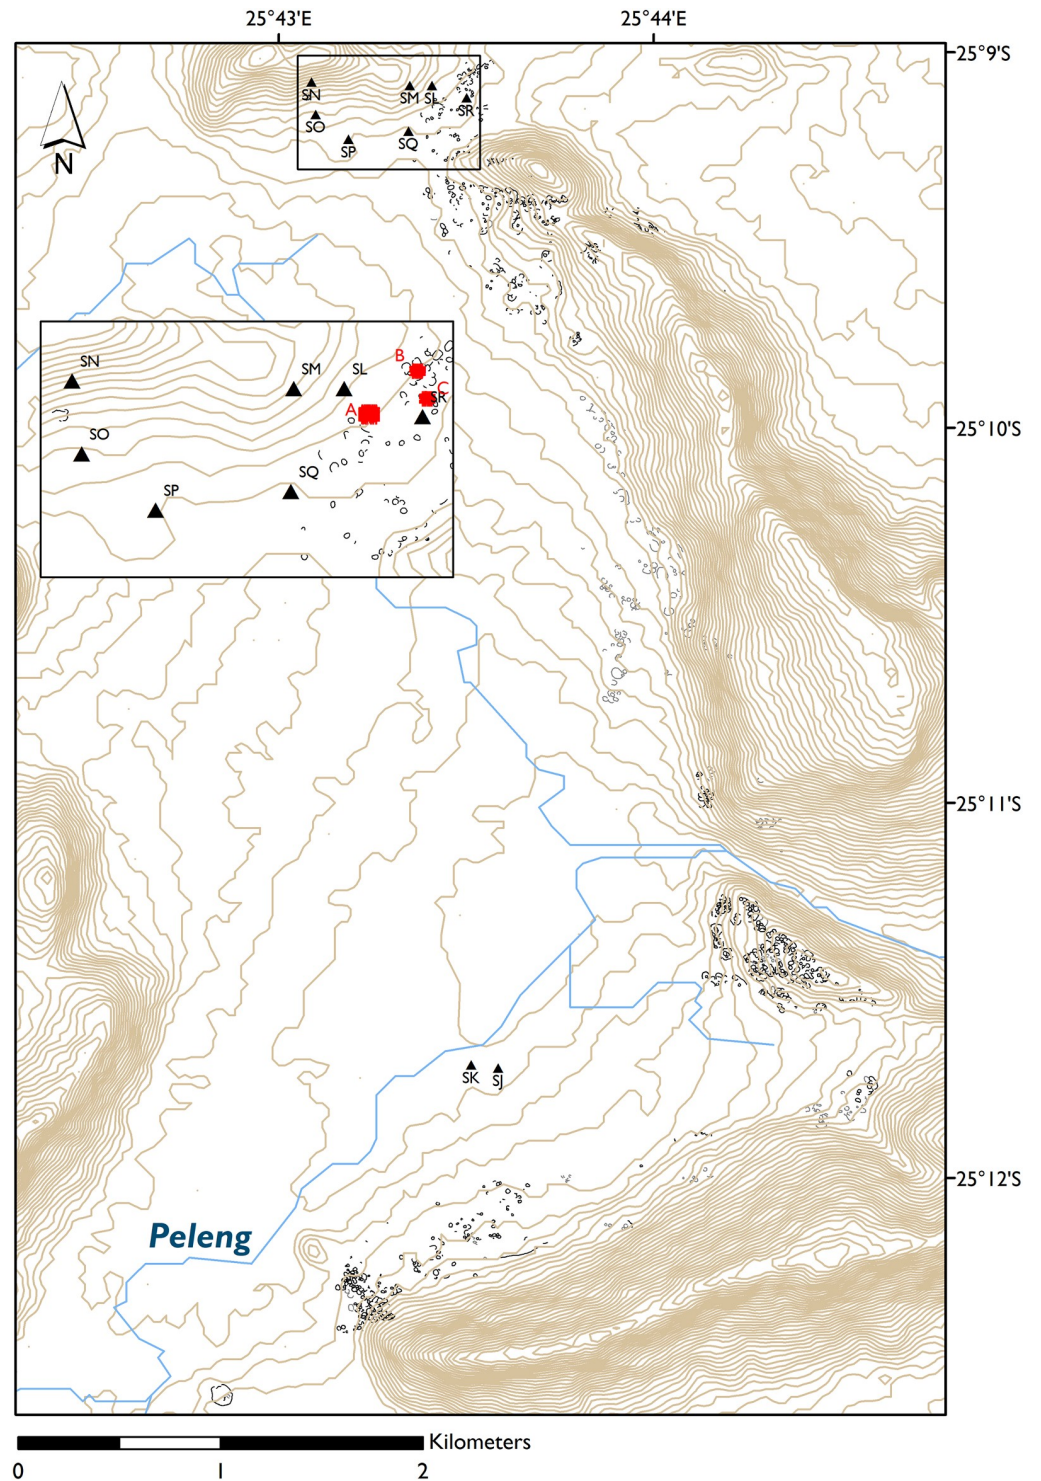 25°43'E 25°44'E
25°9'S
SN SM SL SR
SO SQ
SP
N
B
SN SM SL
C
A SR
SO
SQ
SP
25°10'S
25°11'S
SK SJ
25°12'S
Peleng
Kilometers
0 1 2